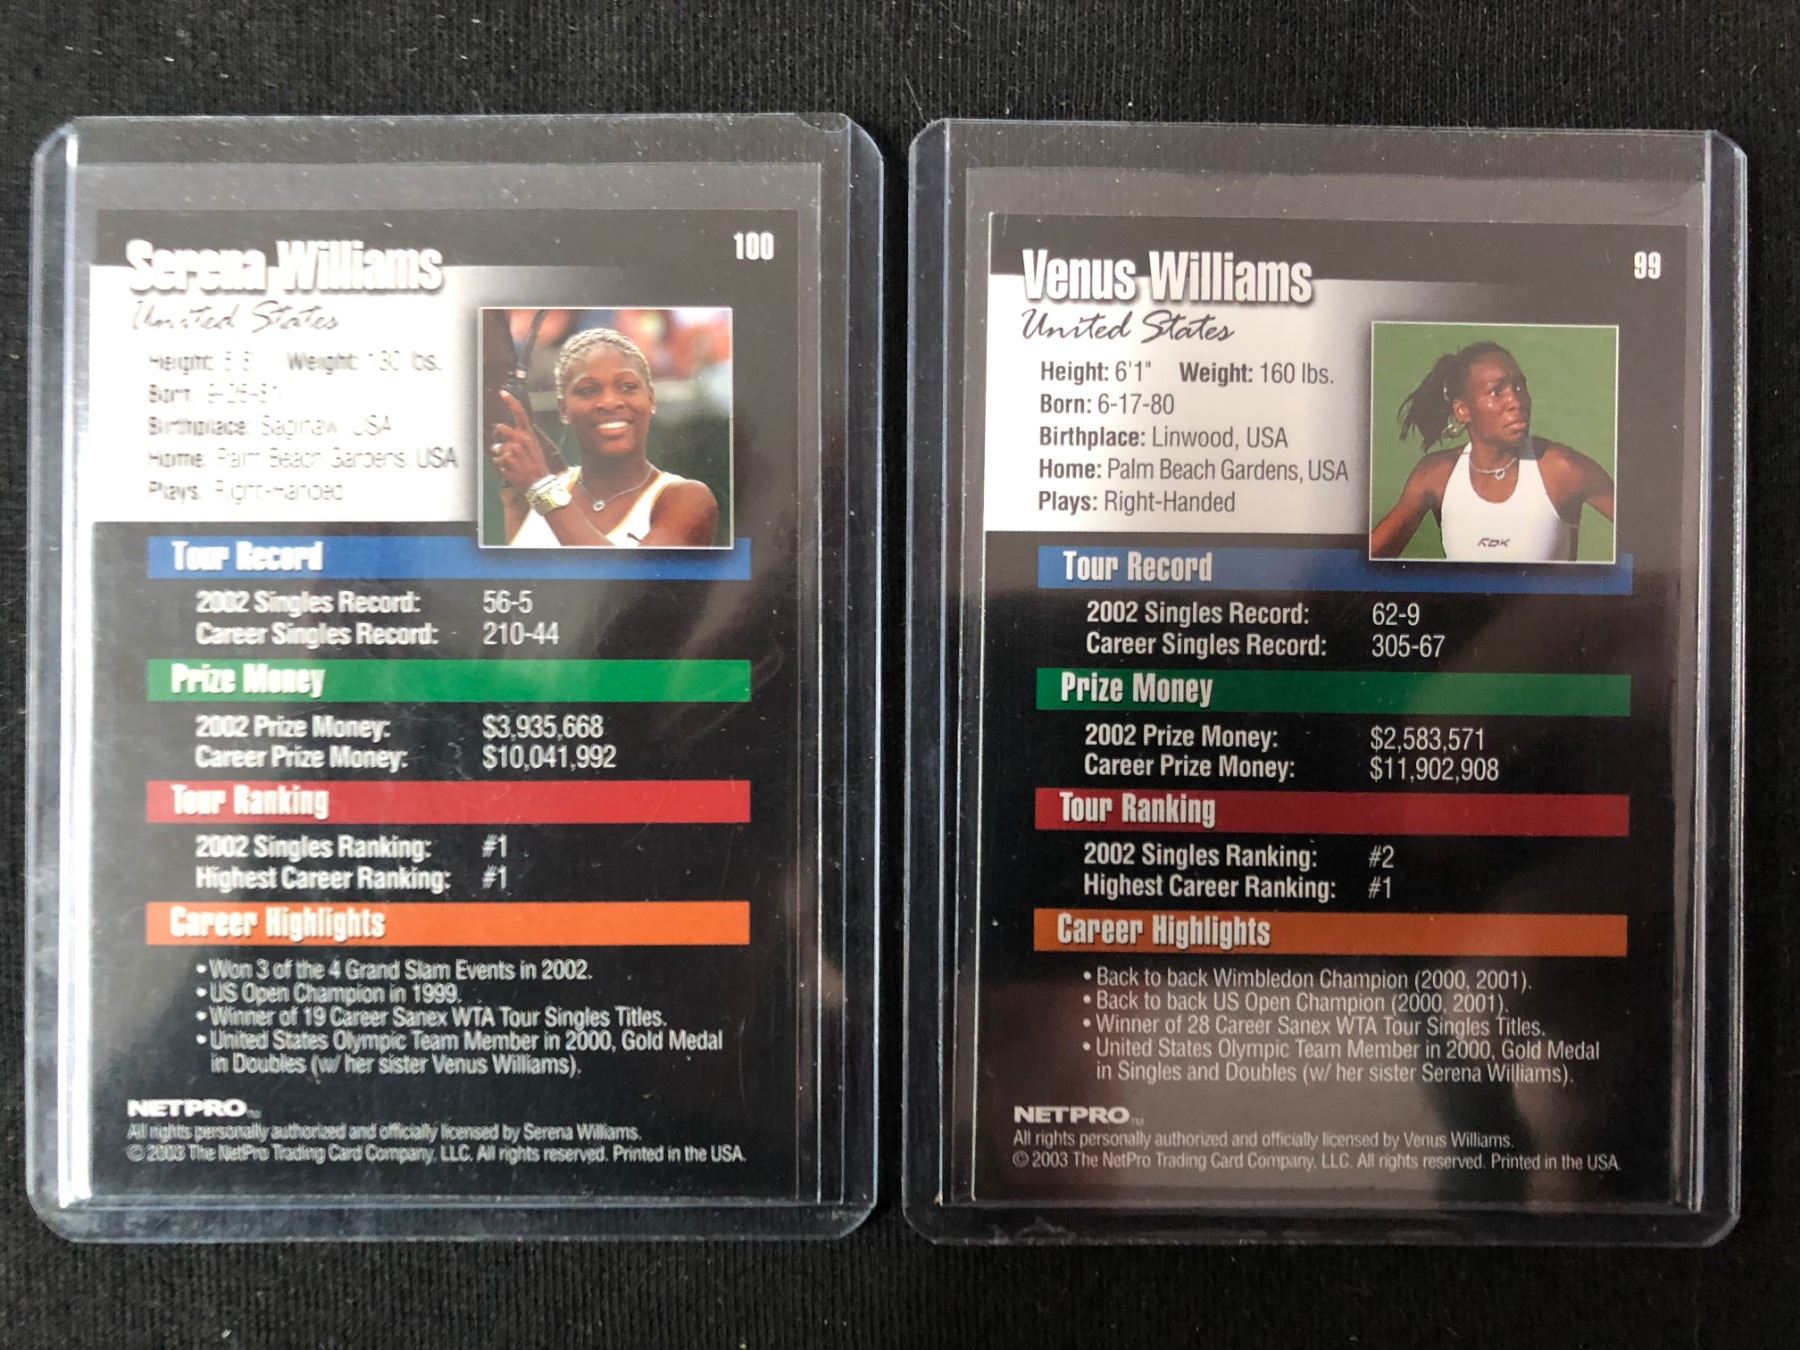 Serena Williams
100
United States
Height: Weight: 130 lbs.
Born: 9-26-81
Birthplace: Saginaw, USA
Home: Palm Beach Gardens, USA
Plays: Right-Handed
Tour Record
2002 Singles Record: 56-5
Career Singles Record: 210-44
Prize Money
2002 Prize Money: $3,935,668
Career Prize Money: $10,041,992
Tour Ranking
2002 Singles Ranking: #1
Highest Career Ranking: #1
Career Highlights
• Won 3 of the 4 Grand Slam Events in 2002.
• US Open Champion in 1999.
• Winner of 19 Career Sanex WTA Tour Singles Titles.
• United States Olympic Team Member in 2000, Gold Medal
in Doubles (w/ her sister Venus Williams).
NETPRO™
All rights personally authorized and officially licensed by Serena Williams.
© 2003 The NetPro Trading Card Company, LLC. All rights reserved. Printed in the USA.
Venus Williams
99
United States
Height: 6'1" Weight: 160 lbs.
Born: 6-17-80
Birthplace: Linwood, USA
Home: Palm Beach Gardens, USA
Plays: Right-Handed
RBK
Tour Record
2002 Singles Record: 62-9
Career Singles Record: 305-67
Prize Money
2002 Prize Money: $2,583,571
Career Prize Money: $11,902,908
Tour Ranking
2002 Singles Ranking: #2
Highest Career Ranking: #1
Career Highlights
• Back to back Wimbledon Champion (2000, 2001).
• Back to back US Open Champion (2000, 2001).
• Winner of 28 Career Sanex WTA Tour Singles Titles.
• United States Olympic Team Member in 2000, Gold Medal
in Singles and Doubles (w/ her sister Serena Williams).
NETPRO™
All rights personally authorized and officially licensed by Venus Williams.
© 2003 The NetPro Trading Card Company, LLC. All rights reserved. Printed in the USA.